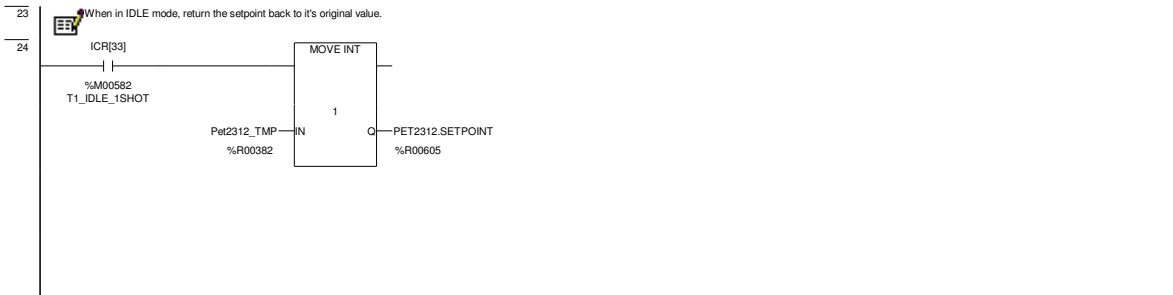 23 When in IDLE mode, return the setpoint back to it's original value.
24 ICR[33] MOVE INT
%M00582
T1_IDLE_1SHOT
1
Pet2312_TMP IN Q PET2312.SETPOINT
%R00382 %R00605